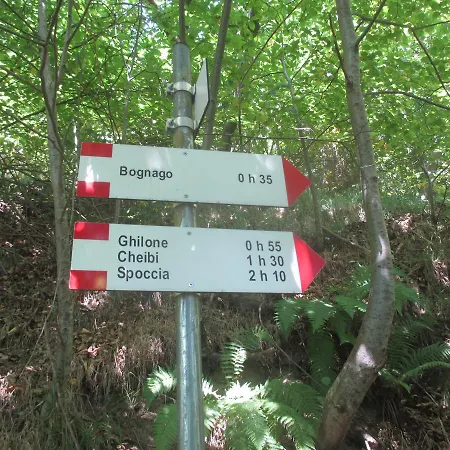 Bognago 0 h 35
Ghilone 0 h 55
Cheibi 1 h 30
Spoccia 2 h 10